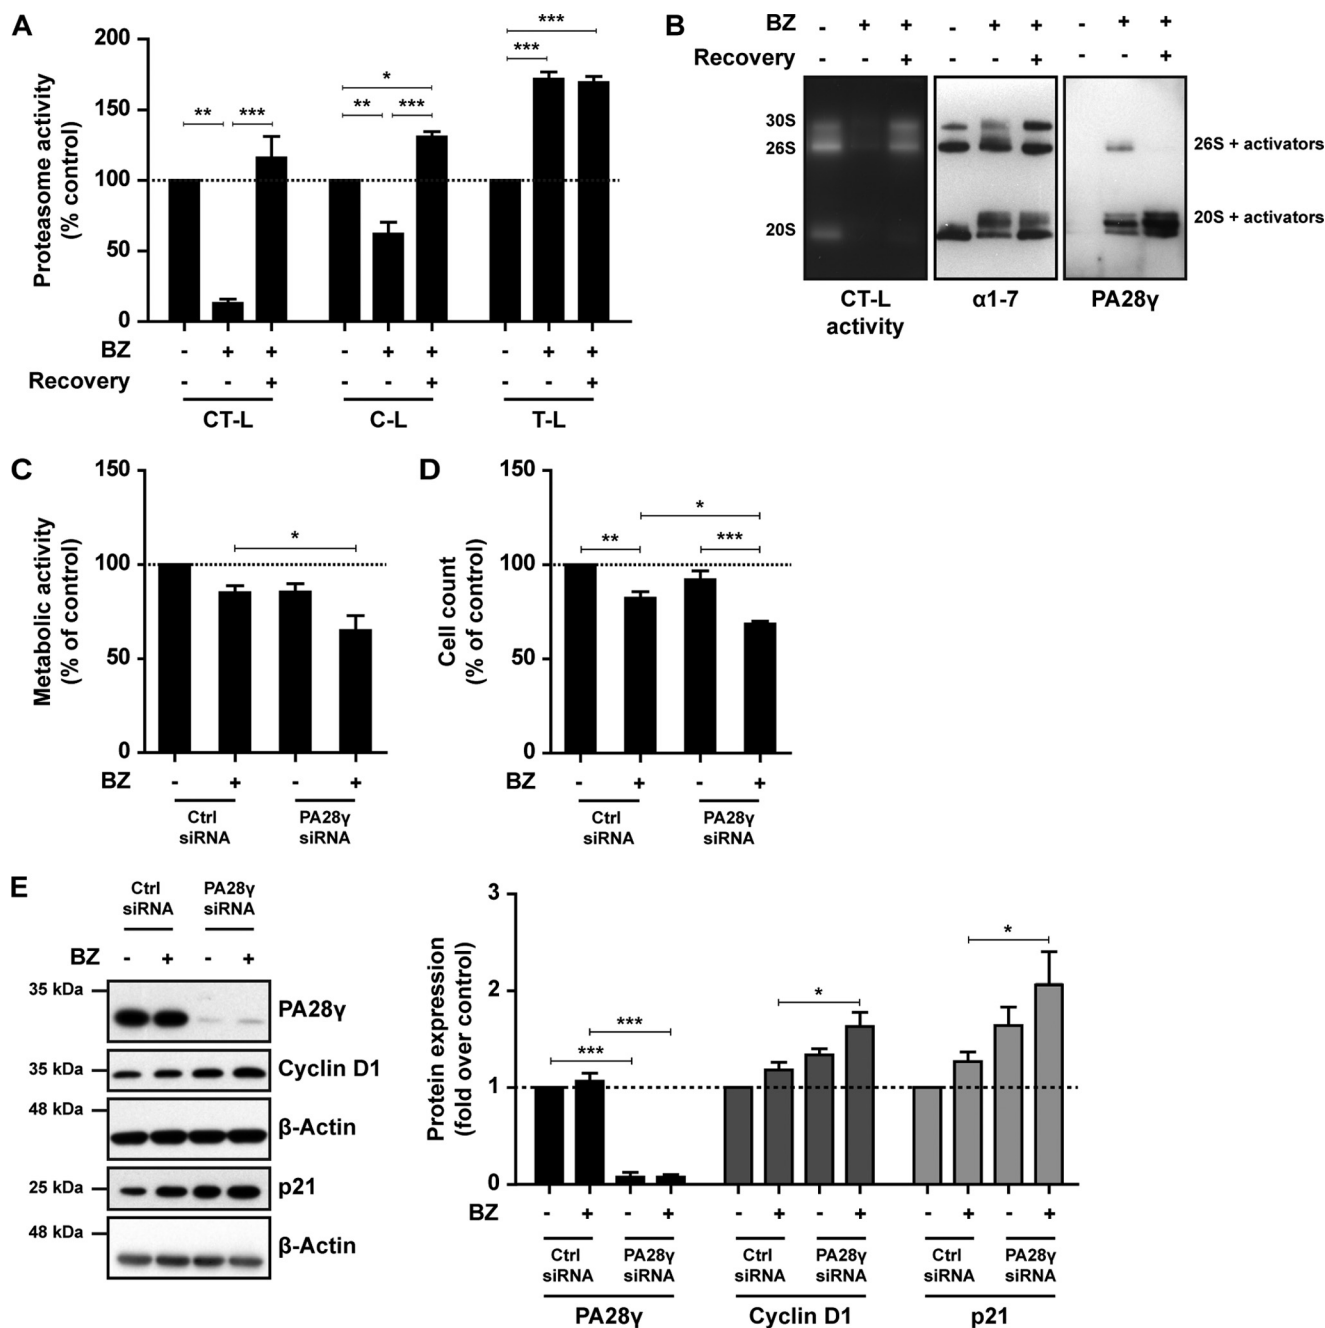 A
Proteasome activity
(% control)
200
150
100
50
0
** *** ** *** * *** ***
BZ - + + - + + - + +
Recovery - - + - - + - - +
CT-L C-L T-L
B
BZ - + + - + + - + +
Recovery - - + - - + - - +
30S
26S
20S
26S + activators
20S + activators
CT-L
activity
α1-7
PA28γ
C
Metabolic activity
(% of control)
150
100
50
0
*
BZ - + - +
Ctrl
siRNA
PA28γ
siRNA
D
Cell count
(% of control)
150
100
50
0
** *** *
BZ - + - +
Ctrl
siRNA
PA28γ
siRNA
E
Ctrl
siRNA
PA28γ
siRNA
BZ - + - +
35 kDa
PA28γ
35 kDa
Cyclin D1
48 kDa
β-Actin
25 kDa
p21
48 kDa
β-Actin
Protein expression
(fold over control)
3
2
1
0
*** *** * *
BZ - + - + - + - + - + - +
Ctrl
siRNA
PA28γ
siRNA
Ctrl
siRNA
PA28γ
siRNA
Ctrl
siRNA
PA28γ
siRNA
PA28γ Cyclin D1 p21